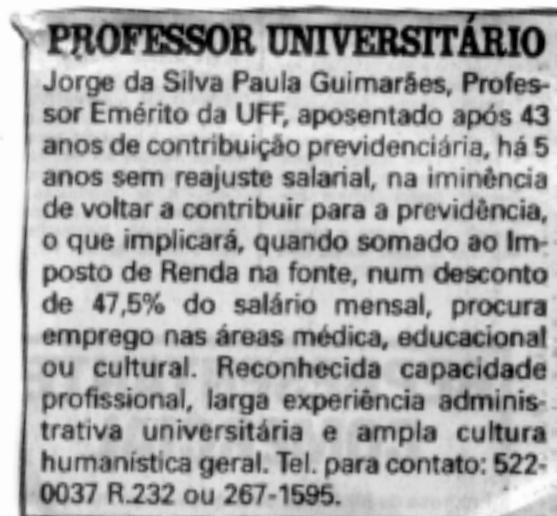 PROFESSOR UNIVERSITÁRIO
Jorge da Silva Paula Guimarães, Profes-
sor Emérito da UFF, aposentado após 43
anos de contribuição previdenciária, há 5
anos sem reajuste salarial, na iminência
de voltar a contribuir para a previdência,
o que implicará, quando somado ao Im-
posto de Renda na fonte, num desconto
de 47,5% do salário mensal, procura
emprego nas áreas médica, educacional
ou cultural. Reconhecida capacidade
profissional, larga experiência adminis-
trativa universitária e ampla cultura
humanística geral. Tel. para contato: 522-
0037 R.232 ou 267-1595.